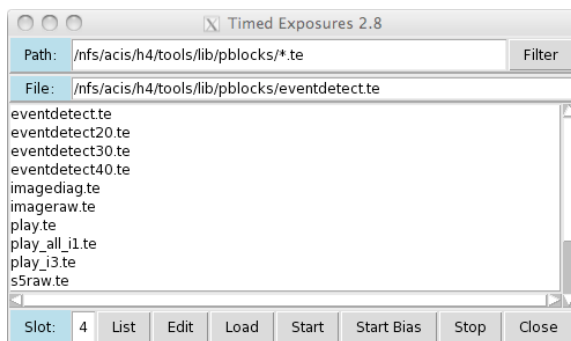 Timed Exposures 2.8
Path: /nfs/acis/h4/tools/lib/pblocks/*.te Filter
File: /nfs/acis/h4/tools/lib/pblocks/eventdetect.te
eventdetect.te
eventdetect20.te
eventdetect30.te
eventdetect40.te
imagediag.te
imageraw.te
play.te
play_all_i1.te
play_i3.te
s5raw.te
Slot: 4 List Edit Load Start Start Bias Stop Close